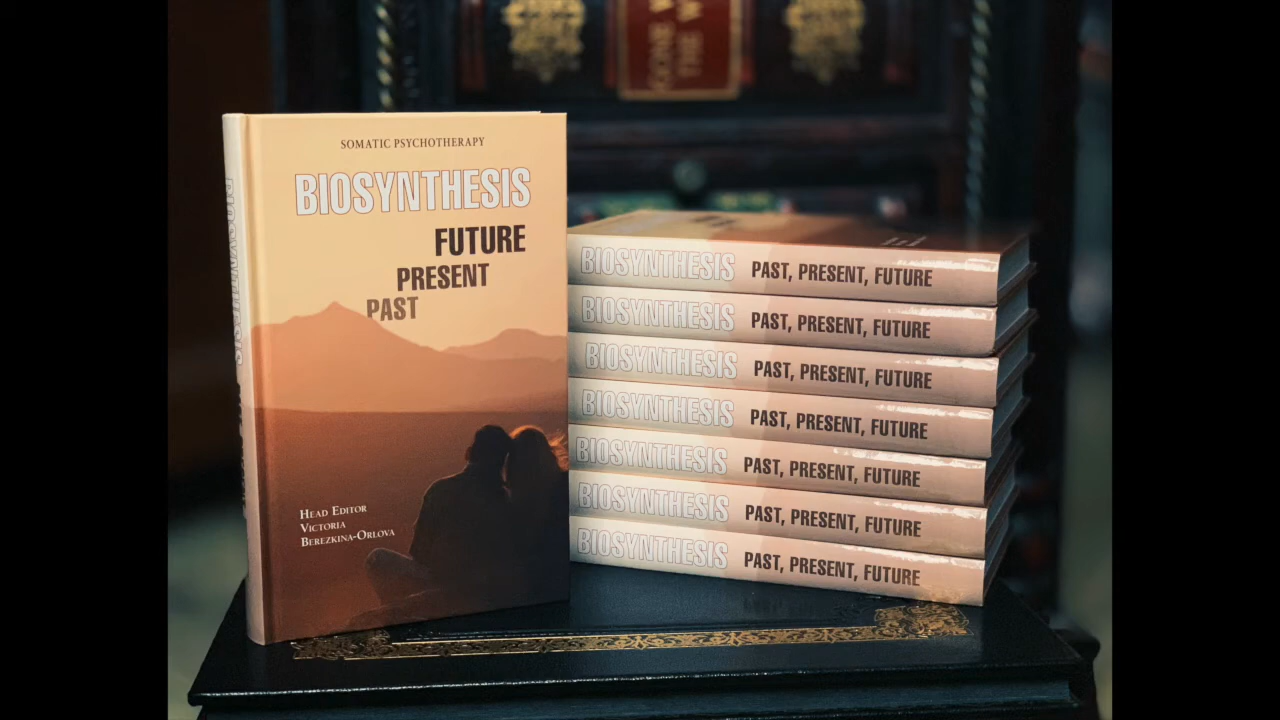 SOMATIC PSYCHOTHERAPY
BIOSYNTHESIS
FUTURE
PRESENT
PAST
HEAD EDITOR
VICTORIA
BEREZKINA-ORLOVA
BIOSYNTHESIS PAST, PRESENT, FUTURE
BIOSYNTHESIS PAST, PRESENT, FUTURE
BIOSYNTHESIS PAST, PRESENT, FUTURE
BIOSYNTHESIS PAST, PRESENT, FUTURE
BIOSYNTHESIS PAST, PRESENT, FUTURE
BIOSYNTHESIS PAST, PRESENT, FUTURE
BIOSYNTHESIS PAST, PRESENT, FUTURE
BIOSYNTHESIS